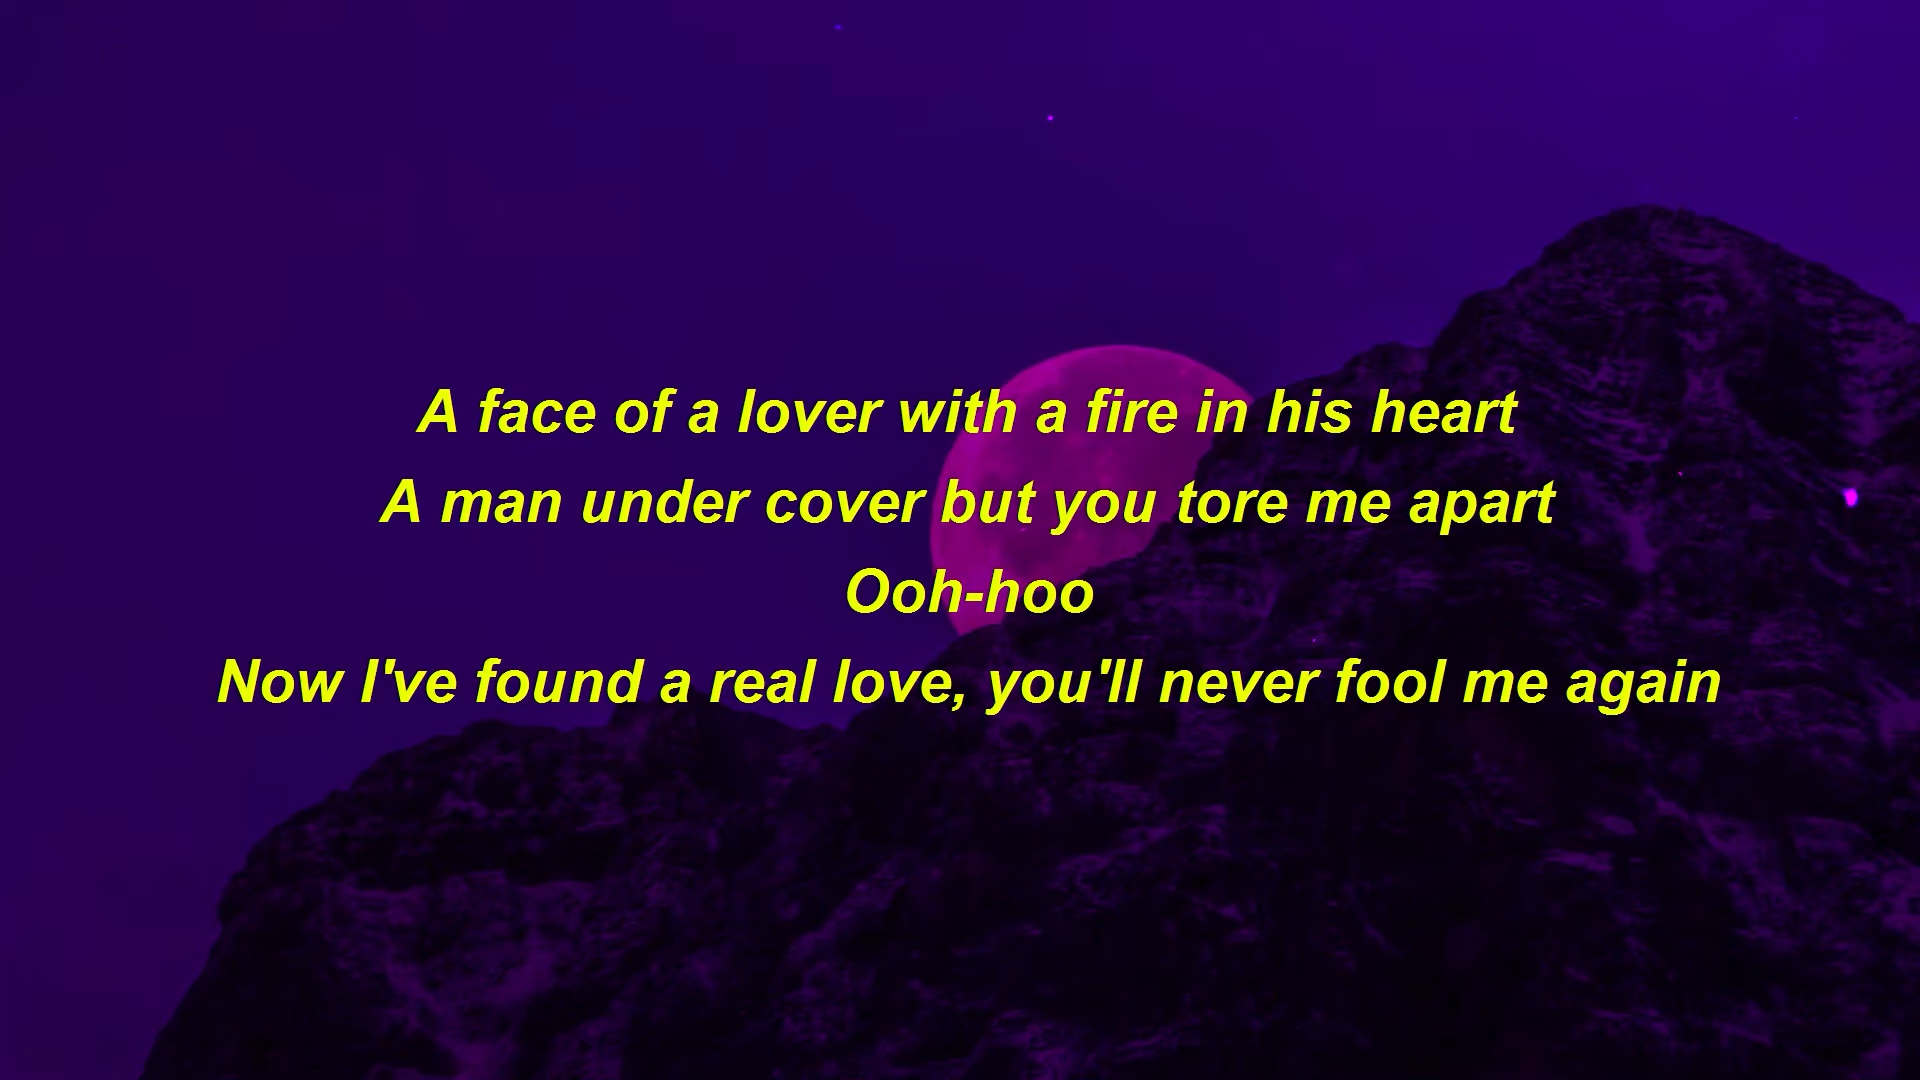 A face of a lover with a fire in his heart
A man under cover but you tore me apart
Ooh-hoo
Now I've found a real love, you'll never fool me again